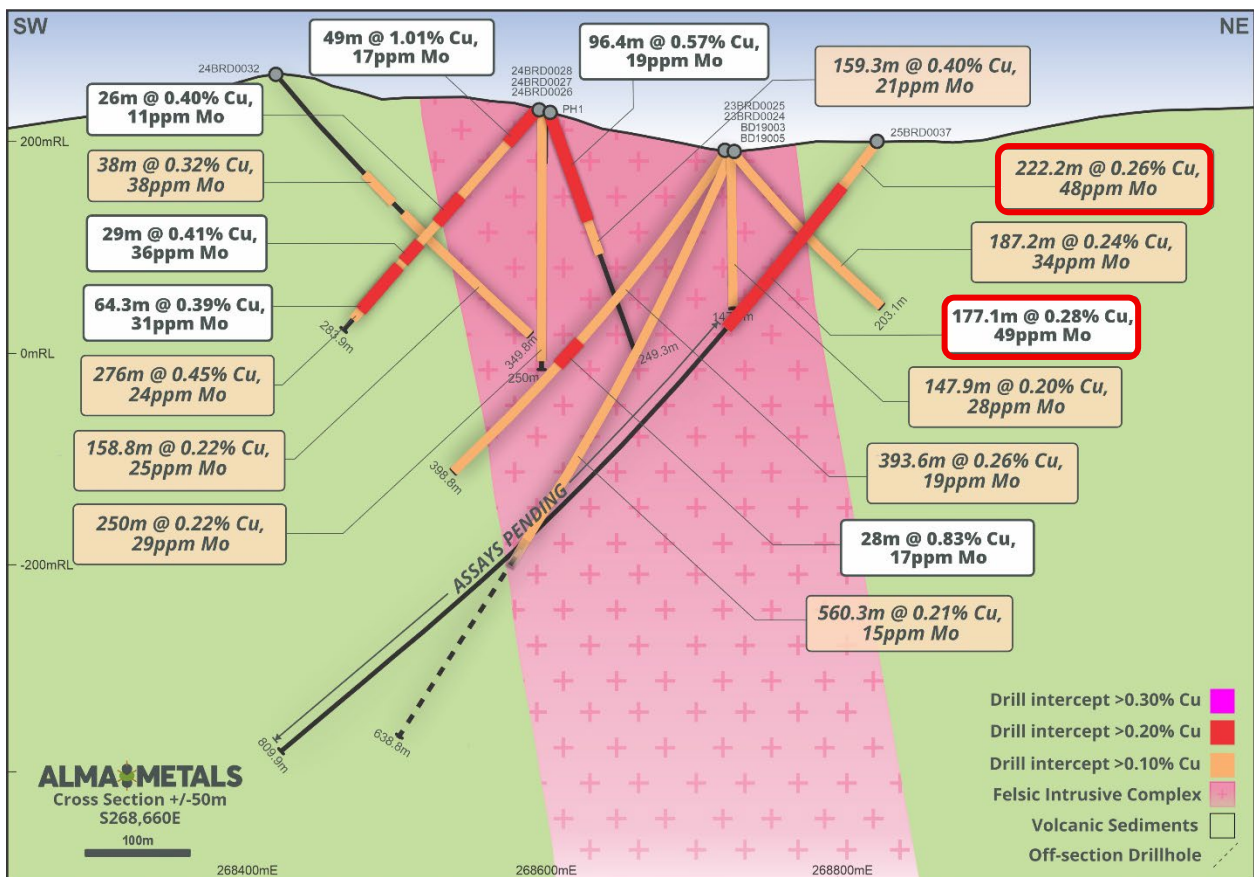 SW
NE
49m @ 1.01% Cu,
17ppm Mo
96.4m @ 0.57% Cu,
19ppm Mo
24BRD0032
24BRD0028
24BRD0027
24BRD0026
PH1
159.3m @ 0.40% Cu,
21ppm Mo
26m @ 0.40% Cu,
11ppm Mo
23BRD0025
23BRD0024
BD19003
BD19005
25BRD0037
200mRL
38m @ 0.32% Cu,
38ppm Mo
222.2m @ 0.26% Cu,
48ppm Mo
29m @ 0.41% Cu,
36ppm Mo
187.2m @ 0.24% Cu,
34ppm Mo
64.3m @ 0.39% Cu,
31ppm Mo
177.1m @ 0.28% Cu,
49ppm Mo
283.9m
349.8m
250m
249.3m
203.1m
0mRL
276m @ 0.45% Cu,
24ppm Mo
147.9m @ 0.20% Cu,
28ppm Mo
158.8m @ 0.22% Cu,
25ppm Mo
393.6m @ 0.26% Cu,
19ppm Mo
398.8m
250m @ 0.22% Cu,
29ppm Mo
28m @ 0.83% Cu,
17ppm Mo
ASSAYS PENDING
-200mRL
560.3m @ 0.21% Cu,
15ppm Mo
809.9m
638.8m
Drill intercept >0.30% Cu
Drill intercept >0.20% Cu
Drill intercept >0.10% Cu
Felsic Intrusive Complex
Volcanic Sediments
Off-section Drillhole
ALMA METALS
Cross Section +/-50m
S268,660E
100m
268400mE
268600mE
268800mE